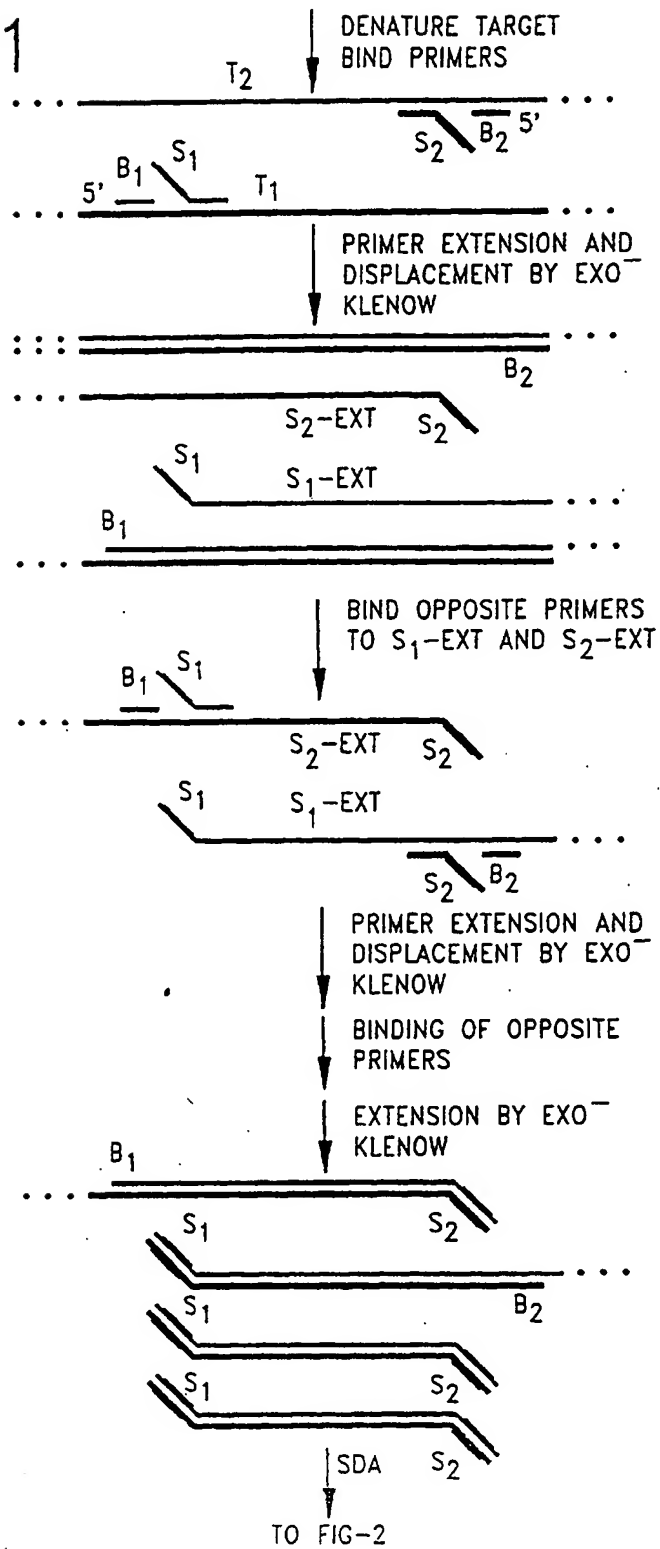 1
DENATURE TARGET
BIND PRIMERS
T2
... ...
S2 B2 5'
5' B1 S1 T1
... ...
PRIMER EXTENSION AND
DISPLACEMENT BY EXO⁻
KLENOW
... ...
B2
...
S2-EXT S2
S1 S1-EXT
...
B1
... ...
BIND OPPOSITE PRIMERS
TO S1-EXT AND S2-EXT
B1 S1
...
S2-EXT S2
S1 S1-EXT
...
S2 B2
PRIMER EXTENSION AND
DISPLACEMENT BY EXO⁻
KLENOW
BINDING OF OPPOSITE
PRIMERS
EXTENSION BY EXO⁻
KLENOW
B1
...
S1 S2
...
S1 B2
S1 S2
SDA S2
TO FIG-2